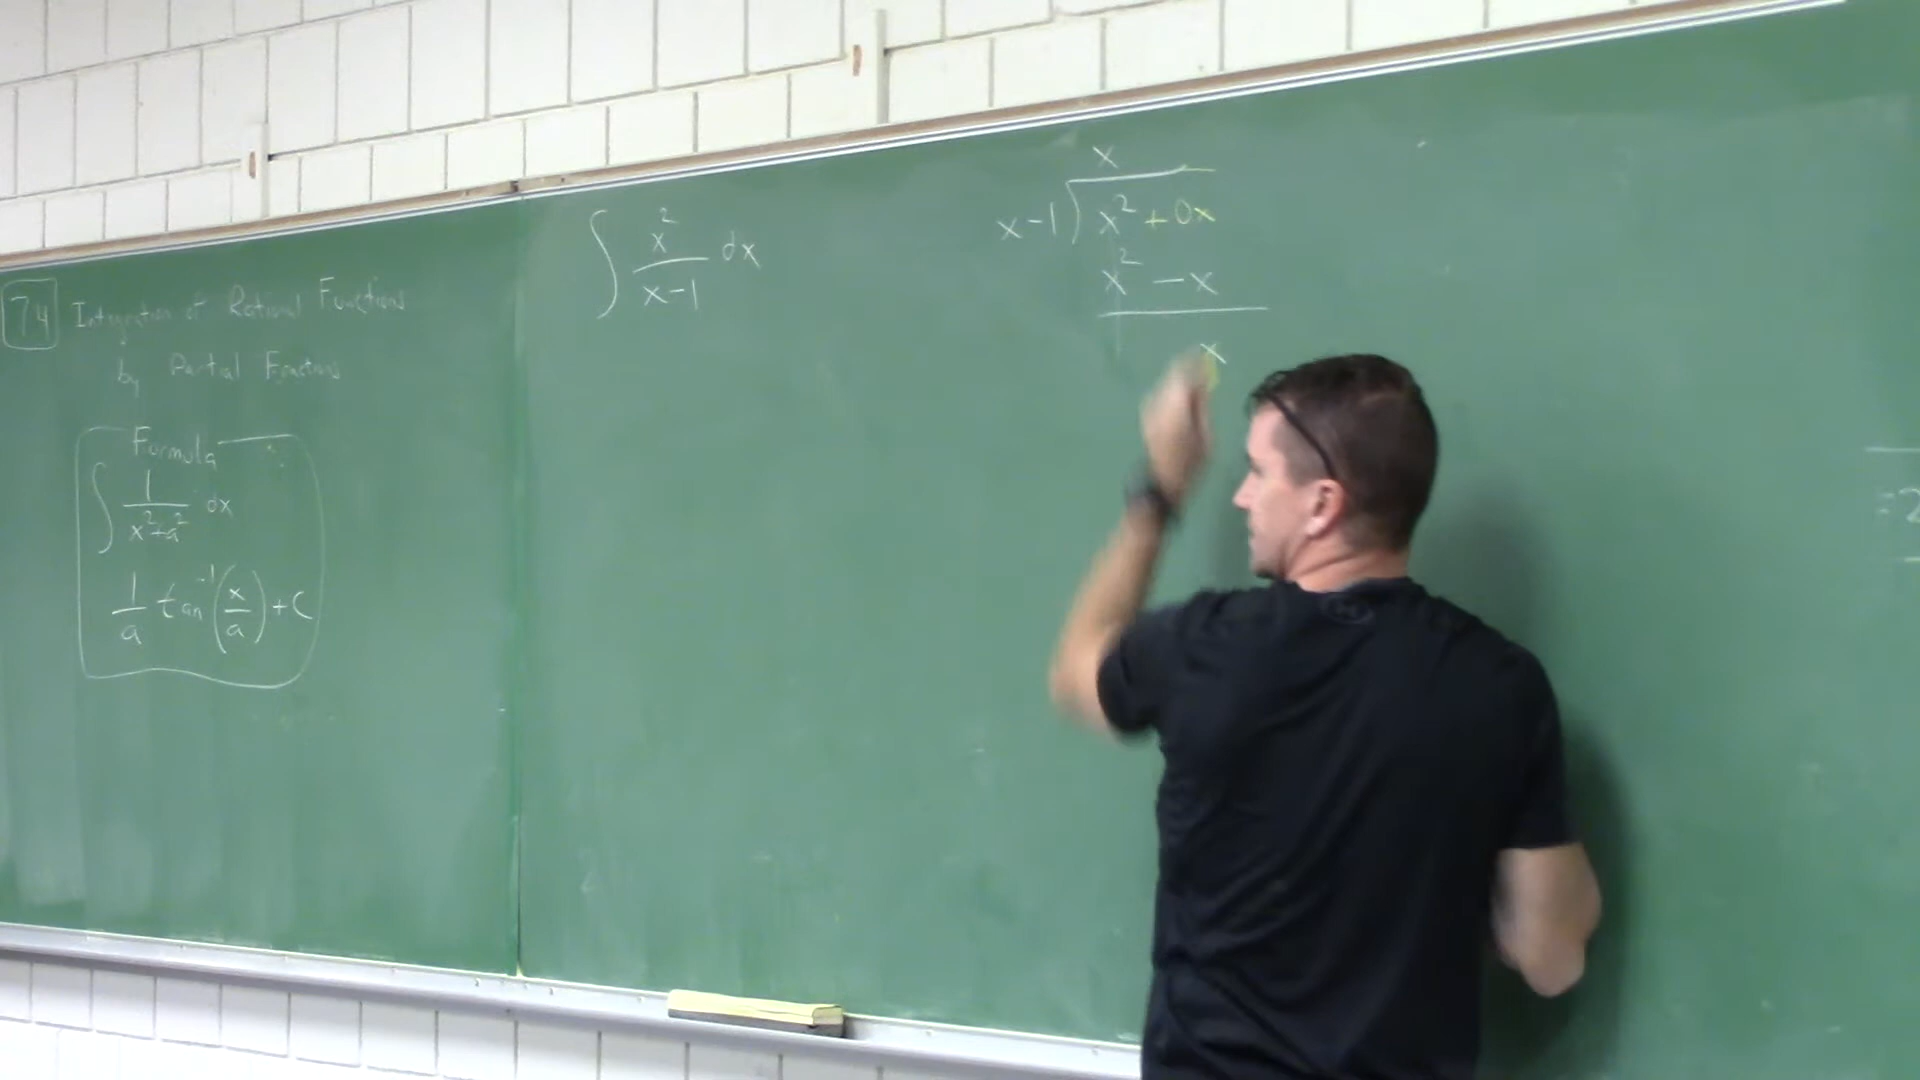 7.4 Integration of Rational Functions
by Partial Fractions
Formula
∫ 1/(x²+a²) dx
1/a tan⁻¹(x/a) + C
∫ x²/(x-1) dx
x
x-1 ) x² + 0x
x² - x
x
=2